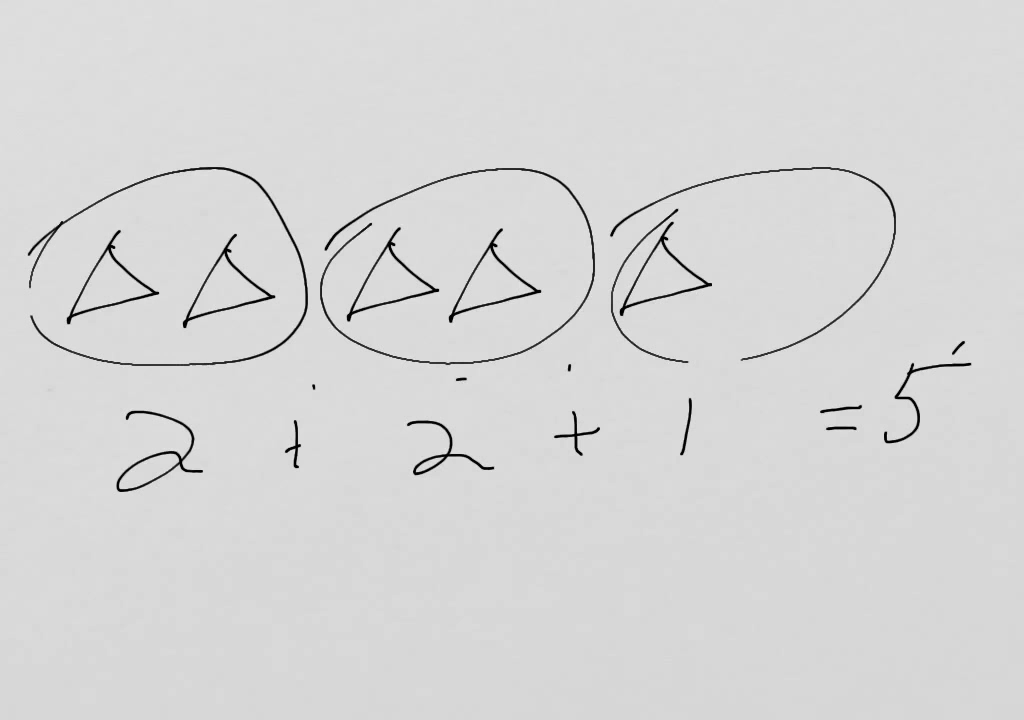 2 + 2 + 1 = 5